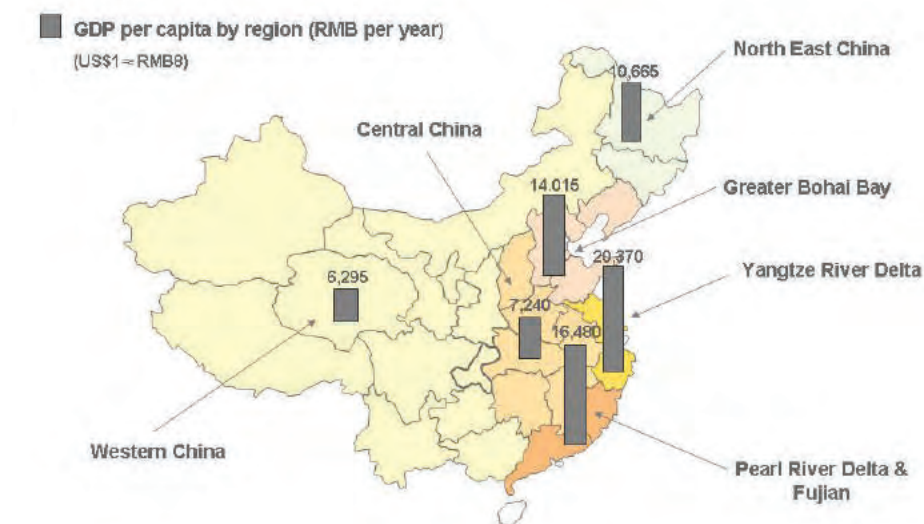 GDP per capita by region (RMB per year)
(US$1 = RMB8)
North East China
10,665
Central China
14,015
Greater Bohai Bay
20,370
Yangtze River Delta
6,295
7,240
16,480
Western China
Pearl River Delta &
Fujian